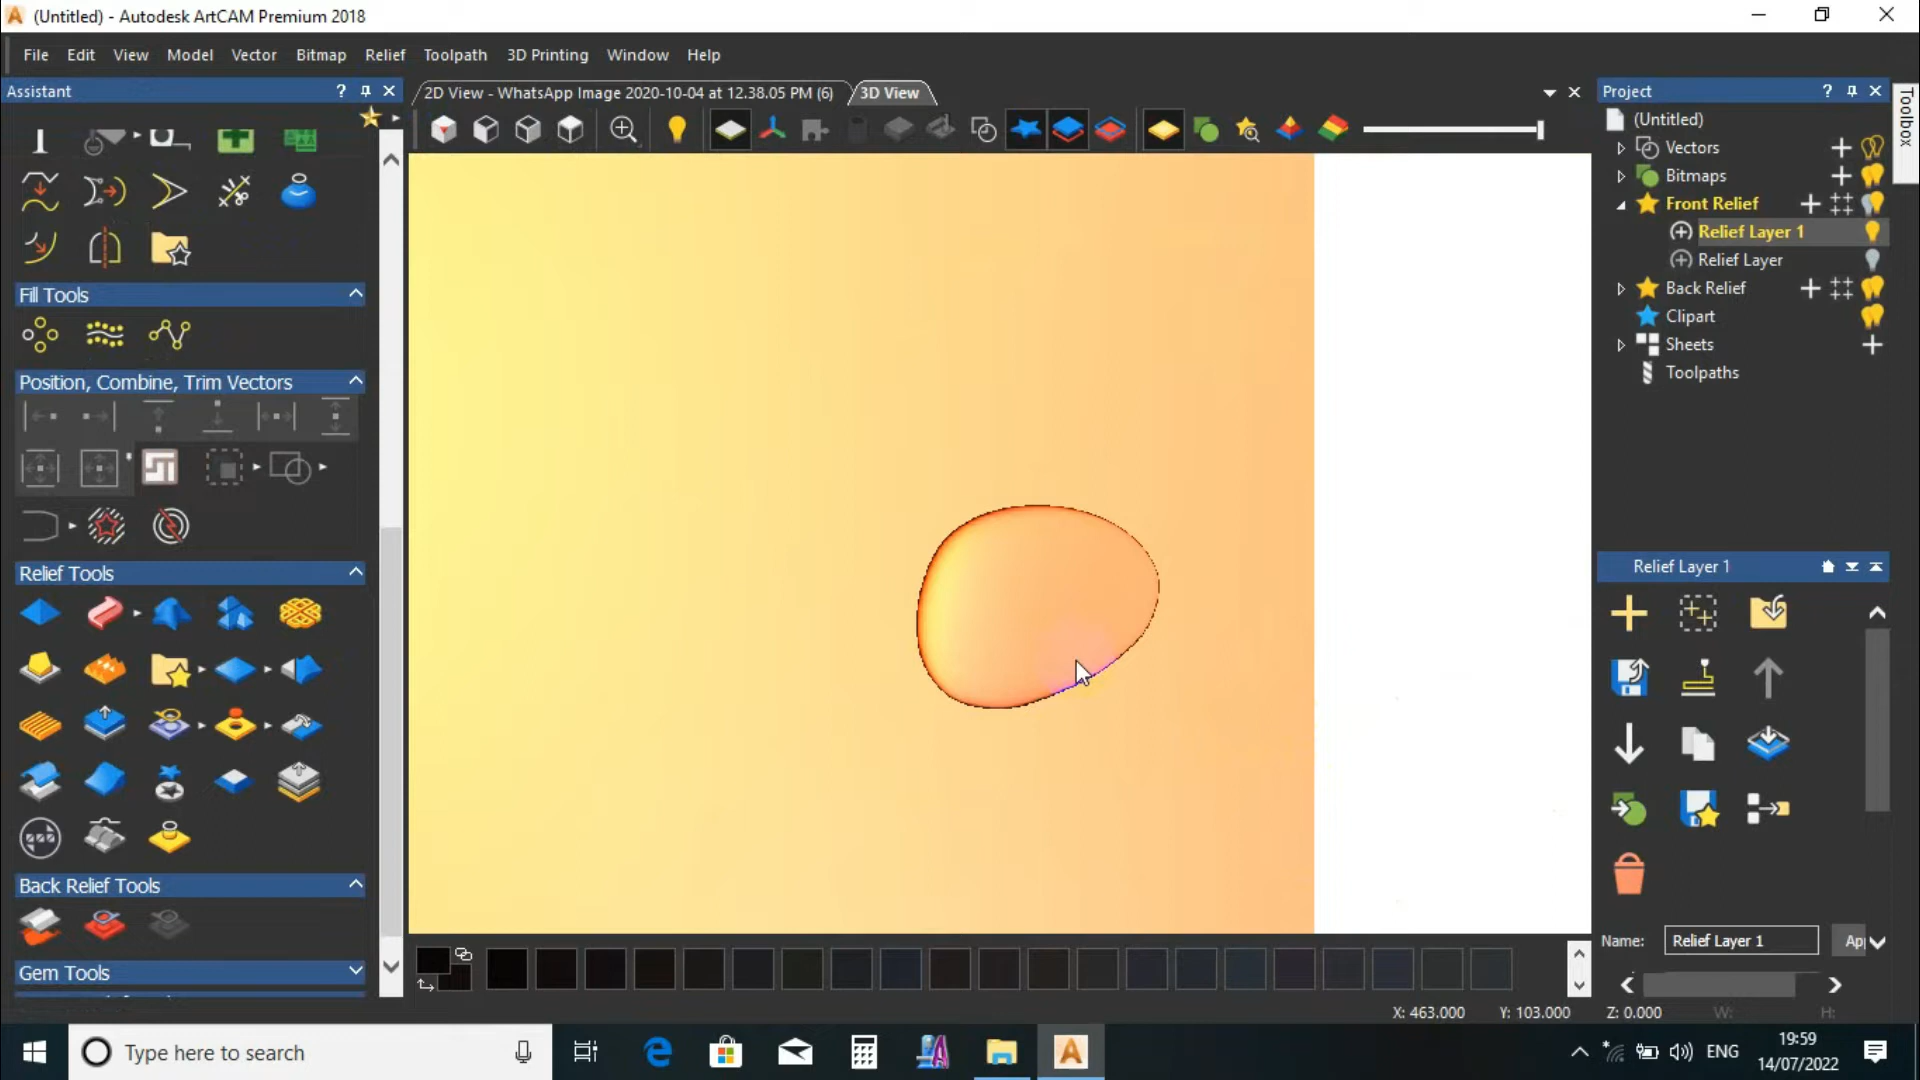 (Untitled) - Autodesk ArtCAM Premium 2018
File Edit View Model Vector Bitmap Relief Toolpath 3D Printing Window Help
Assistant
2D View - WhatsApp Image 2020-10-04 at 12.38.05 PM (6)
3D View
Project
Toolbox
(Untitled)
Vectors
Bitmaps
Front Relief
Relief Layer 1
Relief Layer
Back Relief
Clipart
Sheets
Toolpaths
Fill Tools
Position, Combine, Trim Vectors
Relief Tools
Back Relief Tools
Gem Tools
Relief Layer 1
Name: Relief Layer 1 Ap
X: 463.000 Y: 103.000 Z: 0.000 W: H:
Type here to search
ENG
19:59
14/07/2022